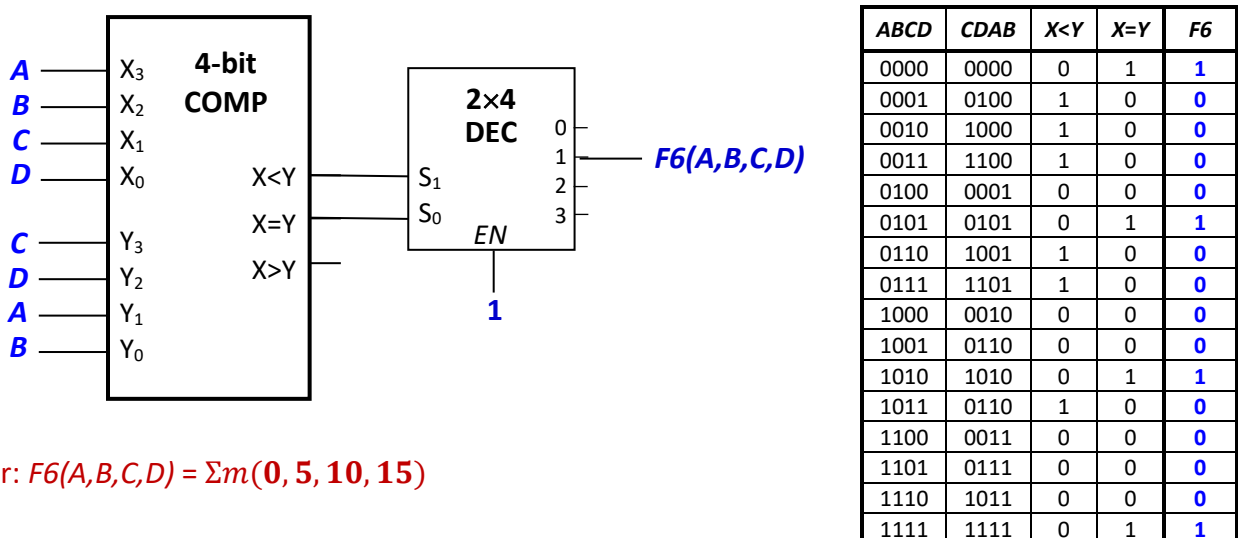 A X₃ 4-bit
B X₂ COMP
C X₁
D X₀ X<Y
X=Y
C Y₃
D Y₂ X>Y
A Y₁
B Y₀
2×4
DEC 0
1 F6(A,B,C,D)
S₁ 2
S₀ 3
EN
1
r: F6(A,B,C,D) = Σm(0, 5, 10, 15)
ABCD CDAB X<Y X=Y F6
0000 0000 0 1 1
0001 0100 1 0 0
0010 1000 1 0 0
0011 1100 1 0 0
0100 0001 0 0 0
0101 0101 0 1 1
0110 1001 1 0 0
0111 1101 1 0 0
1000 0010 0 0 0
1001 0110 0 0 0
1010 1010 0 1 1
1011 0110 1 0 0
1100 0011 0 0 0
1101 0111 0 0 0
1110 1011 0 0 0
1111 1111 0 1 1